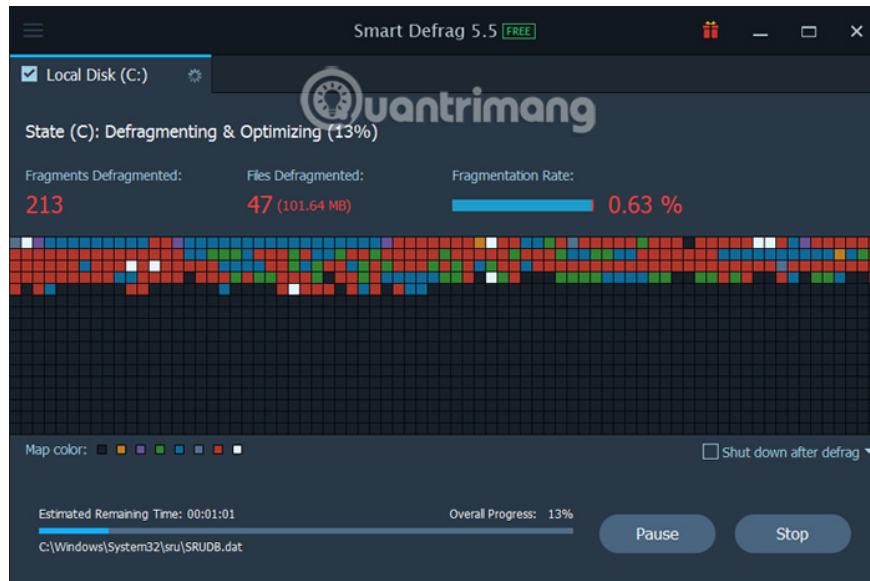 Smart Defrag 5.5 FREE
Local Disk (C:)
Quantrimang
State (C): Defragmenting & Optimizing (13%)
Fragments Defragmented: Files Defragmented: Fragmentation Rate:
213 47 (101.64 MB) 0.63 %
Map color: Shut down after defrag
Estimated Remaining Time: 00:01:01 Overall Progress: 13%
Pause Stop
C:\Windows\System32\sru\SRUDB.dat